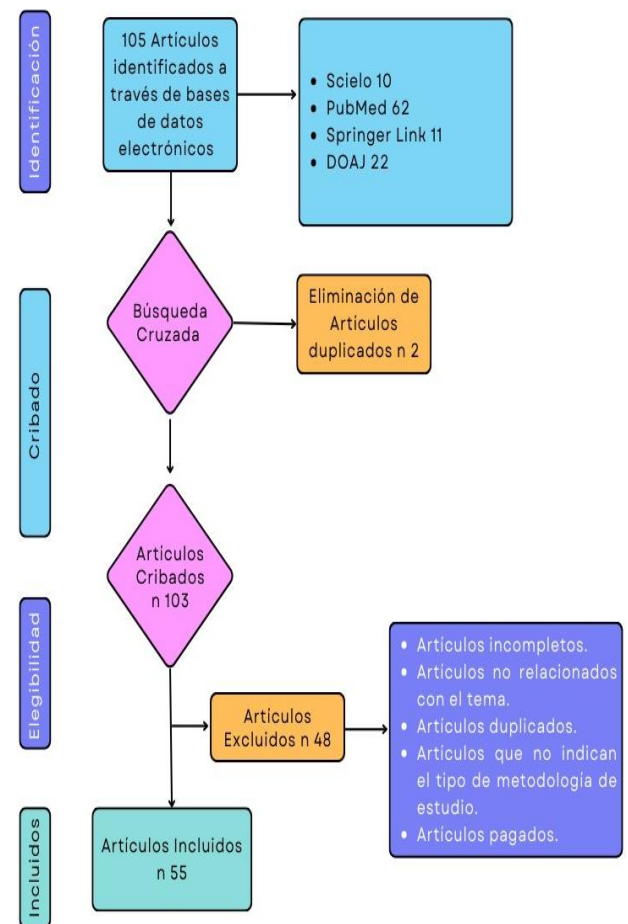 Identificación
105 Artículos
identificados a
través de bases
de datos
electrónicos
• Scielo 10
• PubMed 62
• Springer Link 11
• DOAJ 22
Cribado
Búsqueda
Cruzada
Eliminación de
Artículos
duplicados n 2
Artículos
Cribados
n 103
Elegibilidad
Artículos
Excluidos n 48
• Artículos incompletos.
• Artículos no relacionados
con el tema.
• Artículos duplicados.
• Artículos que no indican
el tipo de metodología de
estudio.
• Artículos pagados.
Incluidos
Artículos Incluidos
n 55